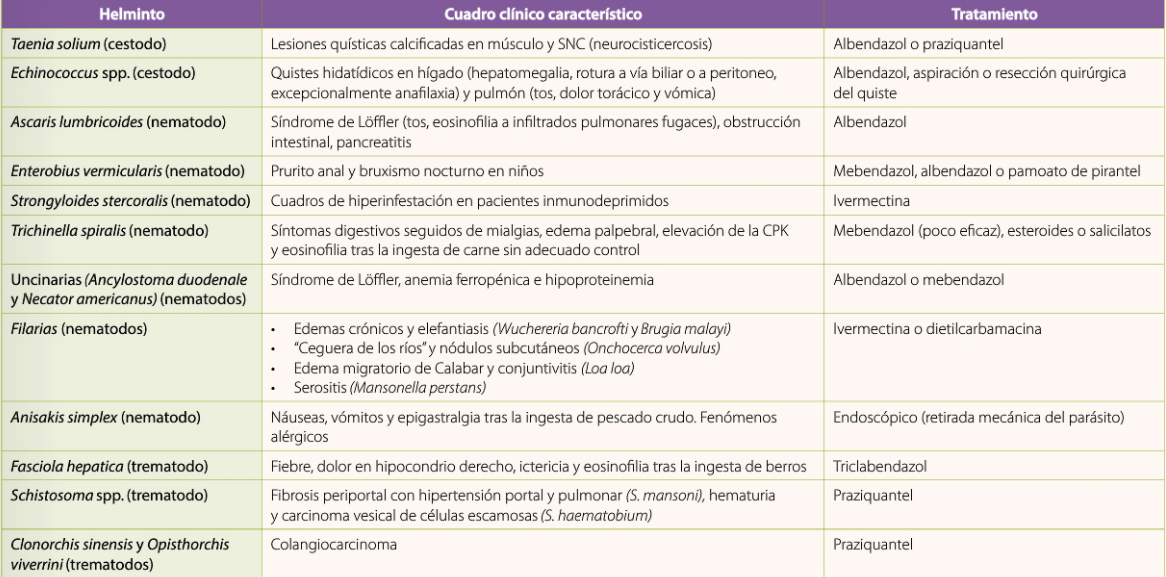 Helminto Cuadro clínico característico Tratamiento
Taenia solium (cestodo) Lesiones quísticas calcificadas en músculo y SNC (neurocisticercosis) Albendazol o praziquantel
Echinococcus spp. (cestodo) Quistes hidatídicos en hígado (hepatomegalia, rotura a vía biliar o a peritoneo, Albendazol, aspiración o resección quirúrgica
excepcionalmente anafilaxia) y pulmón (tos, dolor torácico y vómica) del quiste
Ascaris lumbricoides (nematodo) Síndrome de Löffler (tos, eosinofilia a infiltrados pulmonares fugaces), obstrucción Albendazol
intestinal, pancreatitis
Enterobius vermicularis (nematodo) Prurito anal y bruxismo nocturno en niños Mebendazol, albendazol o pamoato de pirantel
Strongyloides stercoralis (nematodo) Cuadros de hiperinfestación en pacientes inmunodeprimidos Ivermectina
Trichinella spiralis (nematodo) Síntomas digestivos seguidos de mialgias, edema palpebral, elevación de la CPK Mebendazol (poco eficaz), esteroides o salicilatos
y eosinofilia tras la ingesta de carne sin adecuado control
Uncinarias (Ancylostoma duodenale Síndrome de Löffler, anemia ferropénica e hipoproteinemia Albendazol o mebendazol
y Necator americanus) (nematodos)
Filarias (nematodos) • Edemas crónicos y elefantiasis (Wuchereria bancrofti y Brugia malayi) Ivermectina o dietilcarbamacina
• "Ceguera de los ríos" y nódulos subcutáneos (Onchocerca volvulus)
• Edema migratorio de Calabar y conjuntivitis (Loa loa)
• Serositis (Mansonella perstans)
Anisakis simplex (nematodo) Náuseas, vómitos y epigastralgia tras la ingesta de pescado crudo. Fenómenos Endoscópico (retirada mecánica del parásito)
alérgicos
Fasciola hepatica (trematodo) Fiebre, dolor en hipocondrio derecho, ictericia y eosinofilia tras la ingesta de berros Triclabendazol
Schistosoma spp. (trematodo) Fibrosis periportal con hipertensión portal y pulmonar (S. mansoni), hematuria Praziquantel
y carcinoma vesical de células escamosas (S. haematobium)
Clonorchis sinensis y Opisthorchis Colangiocarcinoma Praziquantel
viverrini (trematodos)